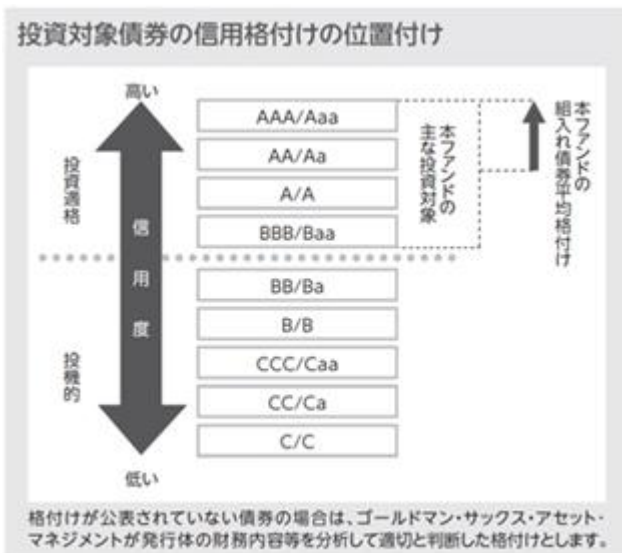 投資対象債券の信用格付けの位置付け
高い
投資適格
信用度
投機的
低い
AAA/Aaa
AA/Aa
A/A
BBB/Baa
BB/Ba
B/B
CCC/Caa
CC/Ca
C/C
本ファンドの
主な投資対象
本ファンドの
組入れ債券平均格付け
格付けが公表されていない債券の場合は、ゴールドマン・サックス・アセット・
マネジメントが発行体の財務内容等を分析して適切と判断した格付けとします。